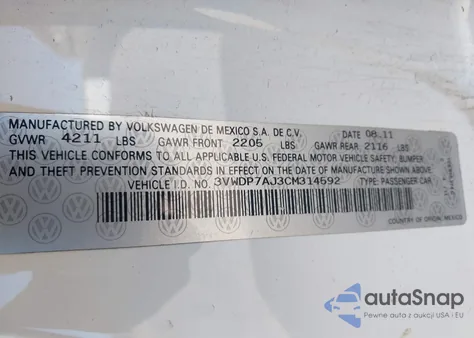 MANUFACTURED BY VOLKSWAGEN DE MEXICO S.A. DE C.V. DATE 08.11
GVWR 4211 LBS GAWR FRONT 2205 LBS GAWR REAR 2116 LBS
THIS VEHICLE CONFORMS TO ALL APPLICABLE U.S. FEDERAL MOTOR VEHICLE SAFETY, BUMPER
AND THEFT PREVENTION STANDARDS IN EFFECT ON THE DATE OF MANUFACTURE SHOWN ABOVE
VEHICLE I.D. NO. 3VWDP7AJ3CM314592 TYPE: PASSENGER CAR
COUNTRY OF ORIGIN: MEXICO
autoSnap
Pewne auta z aukcji USA i EU